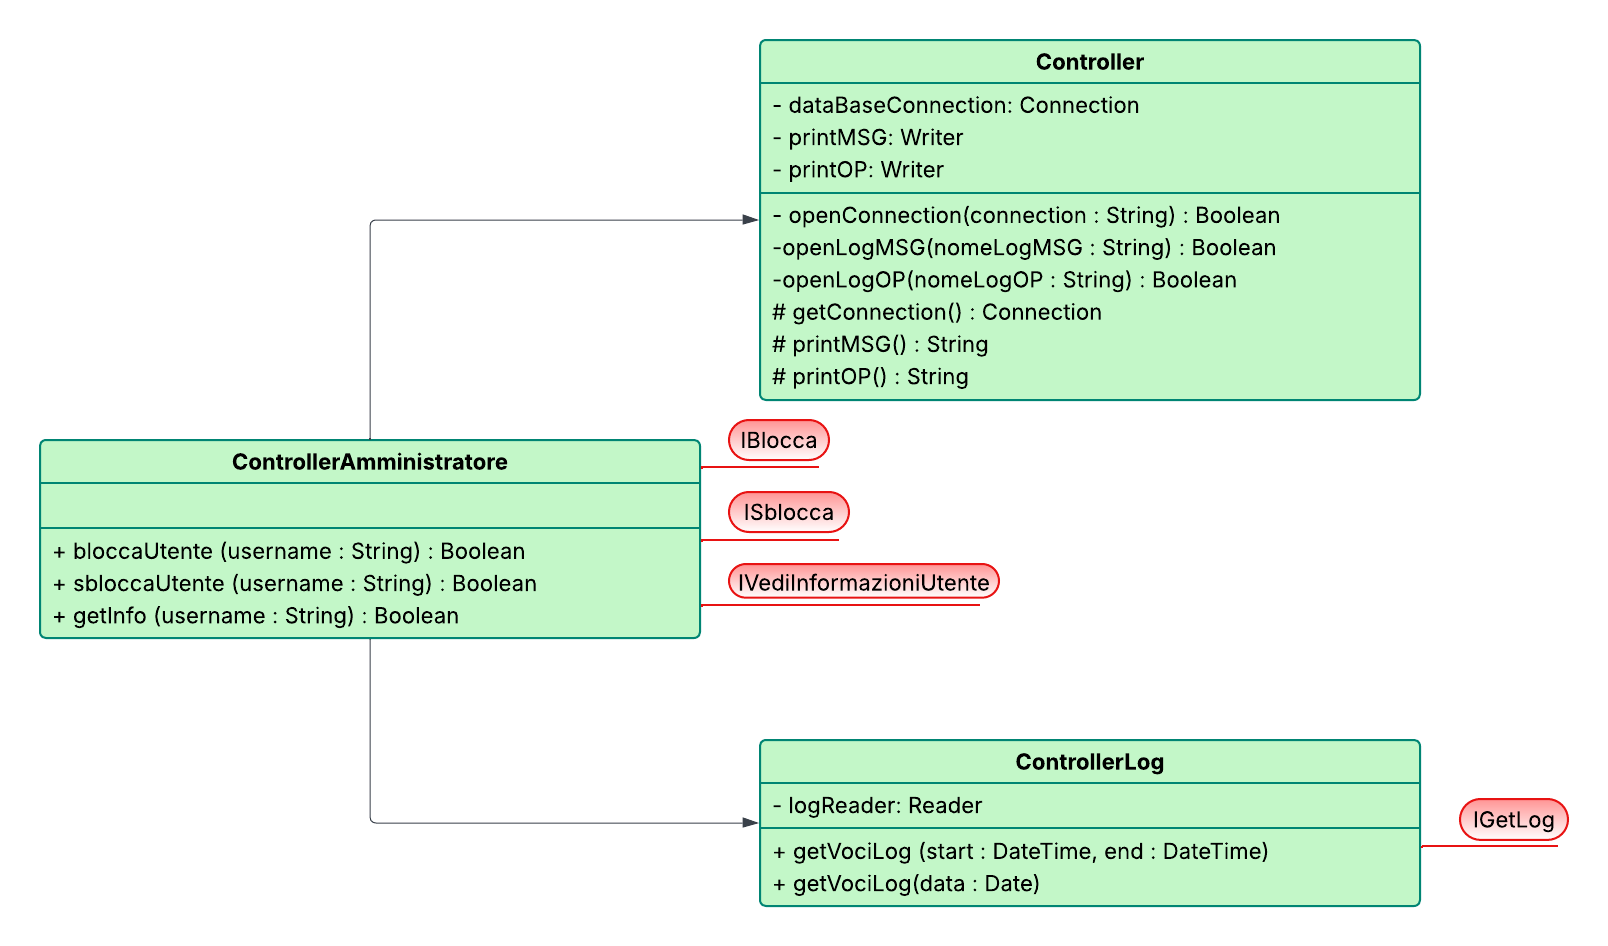 Controller
- dataBaseConnection: Connection
- printMSG: Writer
- printOP: Writer
- openConnection(connection : String) : Boolean
-openLogMSG(nomeLogMSG : String) : Boolean
-openLogOP(nomeLogOP : String) : Boolean
# getConnection() : Connection
# printMSG() : String
# printOP() : String
ControllerAmministratore
+ bloccaUtente (username : String) : Boolean
+ sbloccaUtente (username : String) : Boolean
+ getInfo (username : String) : Boolean
IBlocca
ISblocca
IVediInformazioniUtente
ControllerLog
- logReader: Reader
+ getVociLog (start : DateTime, end : DateTime)
+ getVociLog(data : Date)
IGetLog